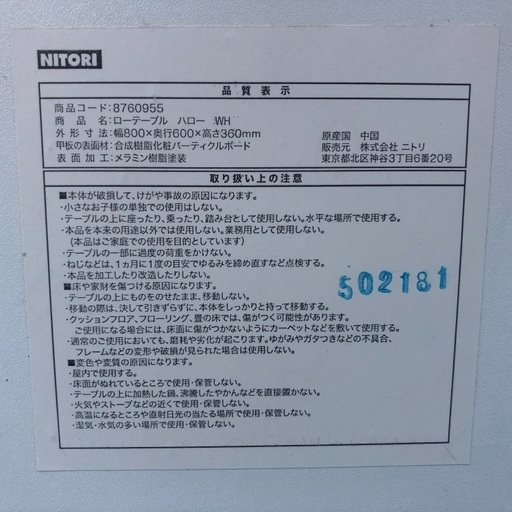 NITORI
品質表示
商品コード:8760955
商品名:ローテーブル ハロー WH
外形寸法:幅800×奥行600×高さ360mm
甲板の表面材:合成樹脂化粧パーティクルボード
表面加工:メラミン樹脂塗装
原産国 中国
販売元 株式会社 ニトリ
東京都北区神谷3丁目6番20号
取り扱い上の注意
■本体が破損して、けがや事故の原因になります。
・小さなお子様の単独での使用はしない。
・テーブルの上に座ったり、乗ったり、踏み台として使用しない。水平な場所で使用する。
・本品を本来の用途以外では使用しない。業務用として使用しない。
(本品はご家庭での使用を目的としています)
・テーブルの一部に過度の荷重をかけない。
・ねじなどは、1ヵ月に1度の目安でゆるみを締め直すなど点検する。
・本品を加工したり改造したりしない。
■床や家財を傷つける原因になります。
・テーブルの上にものをのせたまま、移動しない。
・移動の際は、決して引きずらずに、本体をしっかりと持って移動する。
・クッションフロア、フローリング、畳の床では、傷がつく可能性があります。
ご使用になる場合には、床面に傷がつかないようにカーペットなどを敷いて使用する。
・通常のご使用においても、磨耗や劣化が起こります。ゆがみやガタつきなどの不具合、
フレームなどの変形や破損が見られた場合は使用しない。
■変色や変質の原因になります。
・屋内で使用する。
・床面がぬれているところで使用・保管しない。
・テーブルの上に加熱した鍋、沸騰したやかんなどを直接置かない。
・火気やストーブなどの近くで使用・保管しない。
・高温になるところや直射日光の当たる場所で使用・保管しない。
・湿気・水気の多い場所で使用・保管しない。
502181